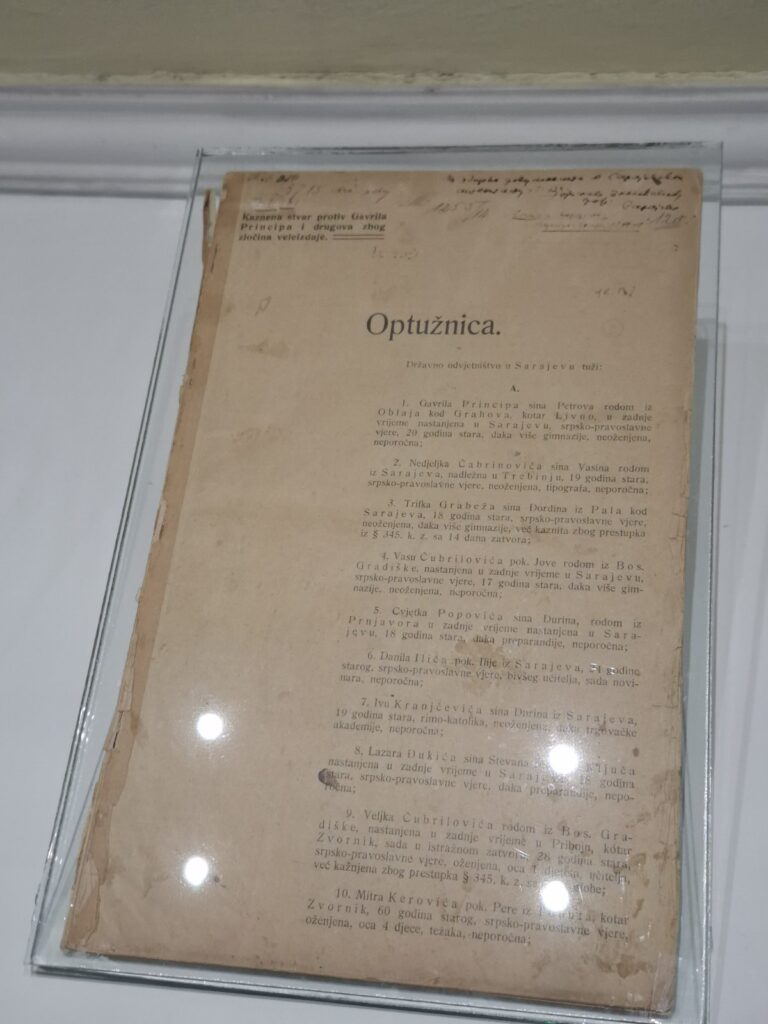 Kaznena stvar protiv Gavrila
Principa i drugova zbog
zločina veleizdaje.
Optužnica.
Državno odvjetništvo u Sarajevu tuži:
A.
1. Gavrila Principa sina Petrova rodom iz
Oblaja kod Grahova, kotar Livno, u zadnje
vrijeme nastanjena u Sarajevu, srpsko-pravoslavne
vjere, 20 godina stara, đaka više gimnazije, neoženjena,
neporočna;
2. Nedjeljka Čabrinovića sina Vasina rodom
iz Sarajeva, nadležna u Trebinju, 19 godina stara,
srpsko-pravoslavne vjere, neoženjena, tipografa, neporočna;
3. Trifka Grabeža sina Đorđina iz Pala kod
Sarajeva, 18 godina stara, srpsko-pravoslavne vjere,
neoženjena, đaka više gimnazije, već kaznita zbog prestupka
iz § 345. k. z. sa 14 dana zatvora;
4. Vasu Čubrilovića pok. Jove rodom iz Bos.
Gradiške, nastanjena u zadnje vrijeme u Sarajevu,
srpsko-pravoslavne vjere, 17 godina stara, đaka više gim-
nazije, neoženjena, neporočna;
5. Cvjetka Popovića sina Đurina, rodom iz
Prnjavora u zadnje vrijeme nastanjena u Sara-
jevu, 18 godina stara, đaka preparandije, neporočna;
6. Danila Ilića pok. Ilije iz Sarajeva, godine
starog, srpsko-pravoslavne vjere, bivšeg učitelja, sada novi-
nara, neporočna;
7. Ivu Kranjčevića sina Đurina iz Sarajeva,
19 godina stara, rimo-katolika, neoženjena, đaka trgovačke
akademije, neporočna;
8. Lazara Đukića sina Stevana Ključa
nastanjena u zadnje vrijeme u Sarajevu, 18 godina
stara, srpsko-pravoslavne vjere, đaka preparandije, nepo-
ročna;
9. Veljka Čubrilovića rodom iz Bos. Gra-
diške, nastanjena u zadnje vrijeme u Priboju, kotar
Zvornik, sada u istražnom zatvoru, 28 godina stara,
srpsko-pravoslavne vjere, oženjena, oca 1 djeteta, učitelja,
već kažnjena zbog prestupka § 345. k. z. sa globe;
10. Mitra Kerovića pok. Pere iz kotar
Zvornik, 60 godina starog, srpsko-pravoslavne vjere,
oženjena, oca 4 djece, težaka, neporočna;